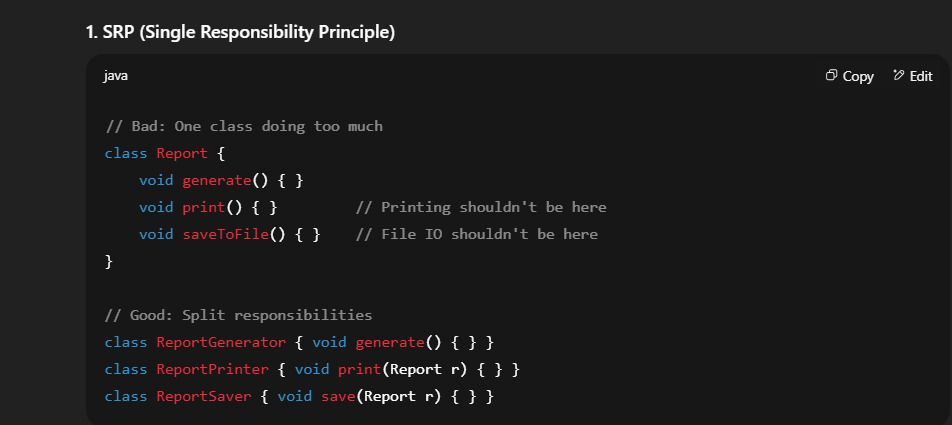 1. SRP (Single Responsibility Principle)
java
Copy
Edit
// Bad: One class doing too much
class Report {
    void generate() { }
    void print() { }         // Printing shouldn't be here
    void saveToFile() { }    // File IO shouldn't be here
}
// Good: Split responsibilities
class ReportGenerator { void generate() { } }
class ReportPrinter { void print(Report r) { } }
class ReportSaver { void save(Report r) { } }